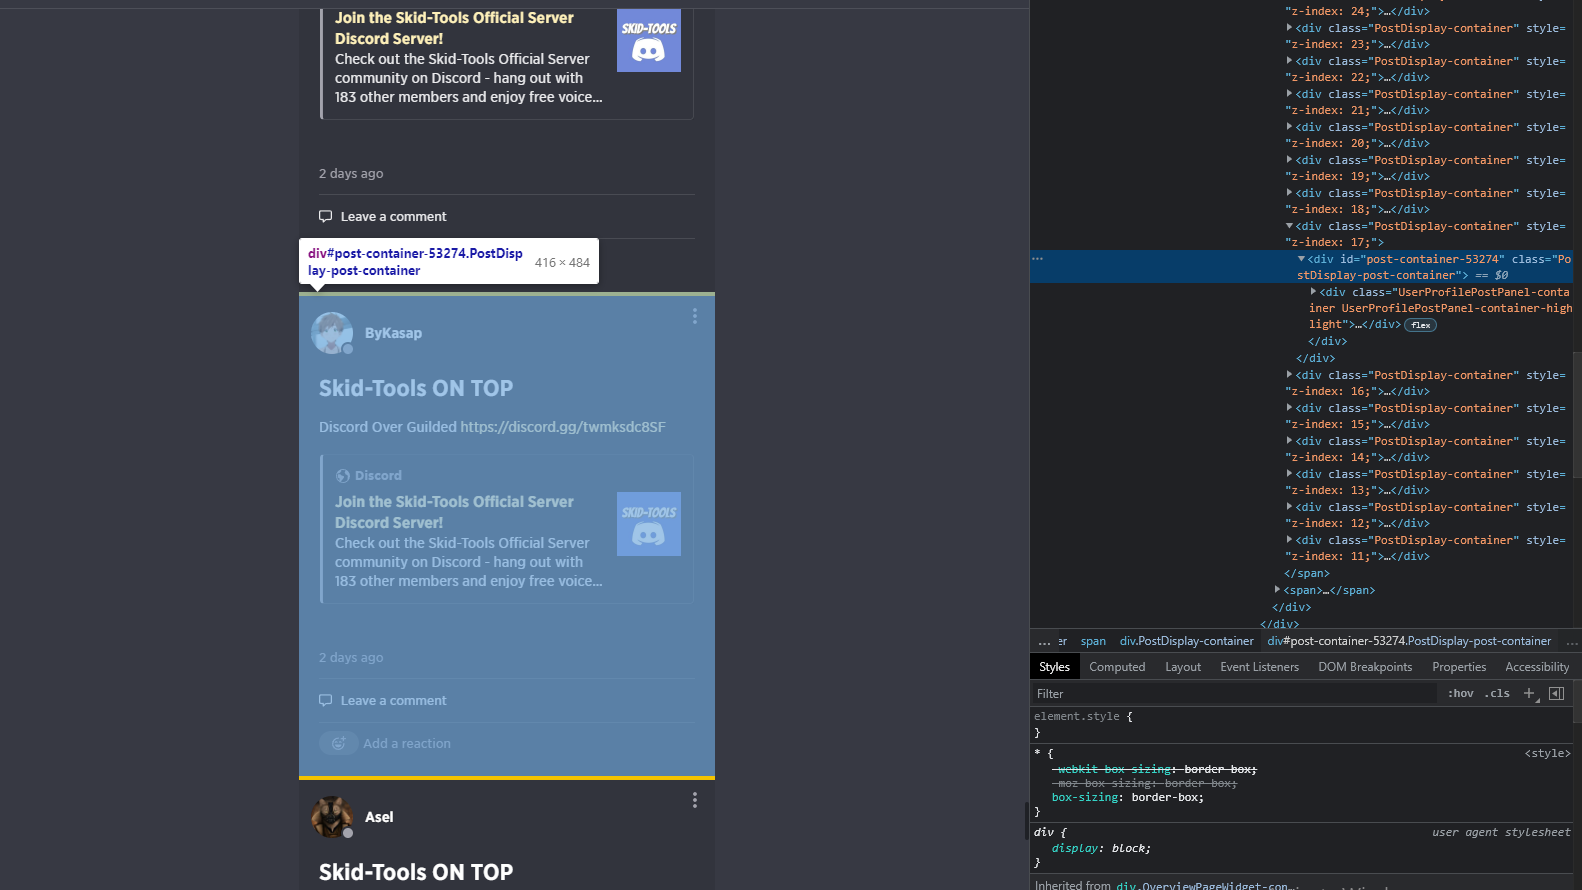 Join the Skid-Tools Official Server
Discord Server!
Check out the Skid-Tools Official Server
community on Discord - hang out with
183 other members and enjoy free voice...
SKID-TOOLS
2 days ago
Leave a comment
div#post-container-53274.PostDisp
lay-post-container
416 × 484
ByKasap
Skid-Tools ON TOP
Discord Over Guilded https://discord.gg/twmksdc8SF
Discord
Join the Skid-Tools Official Server
Discord Server!
Check out the Skid-Tools Official Server
community on Discord - hang out with
183 other members and enjoy free voice...
SKID-TOOLS
2 days ago
Leave a comment
Add a reaction
Asel
Skid-Tools ON TOP
"z-index: 24;">…</div>
<div class="PostDisplay-container" style=
"z-index: 23;">…</div>
<div class="PostDisplay-container" style=
"z-index: 22;">…</div>
<div class="PostDisplay-container" style=
"z-index: 21;">…</div>
<div class="PostDisplay-container" style=
"z-index: 20;">…</div>
<div class="PostDisplay-container" style=
"z-index: 19;">…</div>
<div class="PostDisplay-container" style=
"z-index: 18;">…</div>
<div class="PostDisplay-container" style=
"z-index: 17;">
<div id="post-container-53274" class="Po
stDisplay-post-container"> == $0
<div class="UserProfilePostPanel-conta
iner UserProfilePostPanel-container-high
light">…</div> flex
</div>
</div>
<div class="PostDisplay-container" style=
"z-index: 16;">…</div>
<div class="PostDisplay-container" style=
"z-index: 15;">…</div>
<div class="PostDisplay-container" style=
"z-index: 14;">…</div>
<div class="PostDisplay-container" style=
"z-index: 13;">…</div>
<div class="PostDisplay-container" style=
"z-index: 12;">…</div>
<div class="PostDisplay-container" style=
"z-index: 11;">…</div>
</span>
<span>…</span>
</div>
</div>
... er span div.PostDisplay-container div#post-container-53274.PostDisplay-post-container ...
Styles Computed Layout Event Listeners DOM Breakpoints Properties Accessibility
Filter :hov .cls +
element.style {
}
* { <style>
-webkit-box-sizing: border-box;
-moz-box-sizing: border-box;
box-sizing: border-box;
}
div { user agent stylesheet
display: block;
}
Inherited from div.OverviewPageWidget-con…